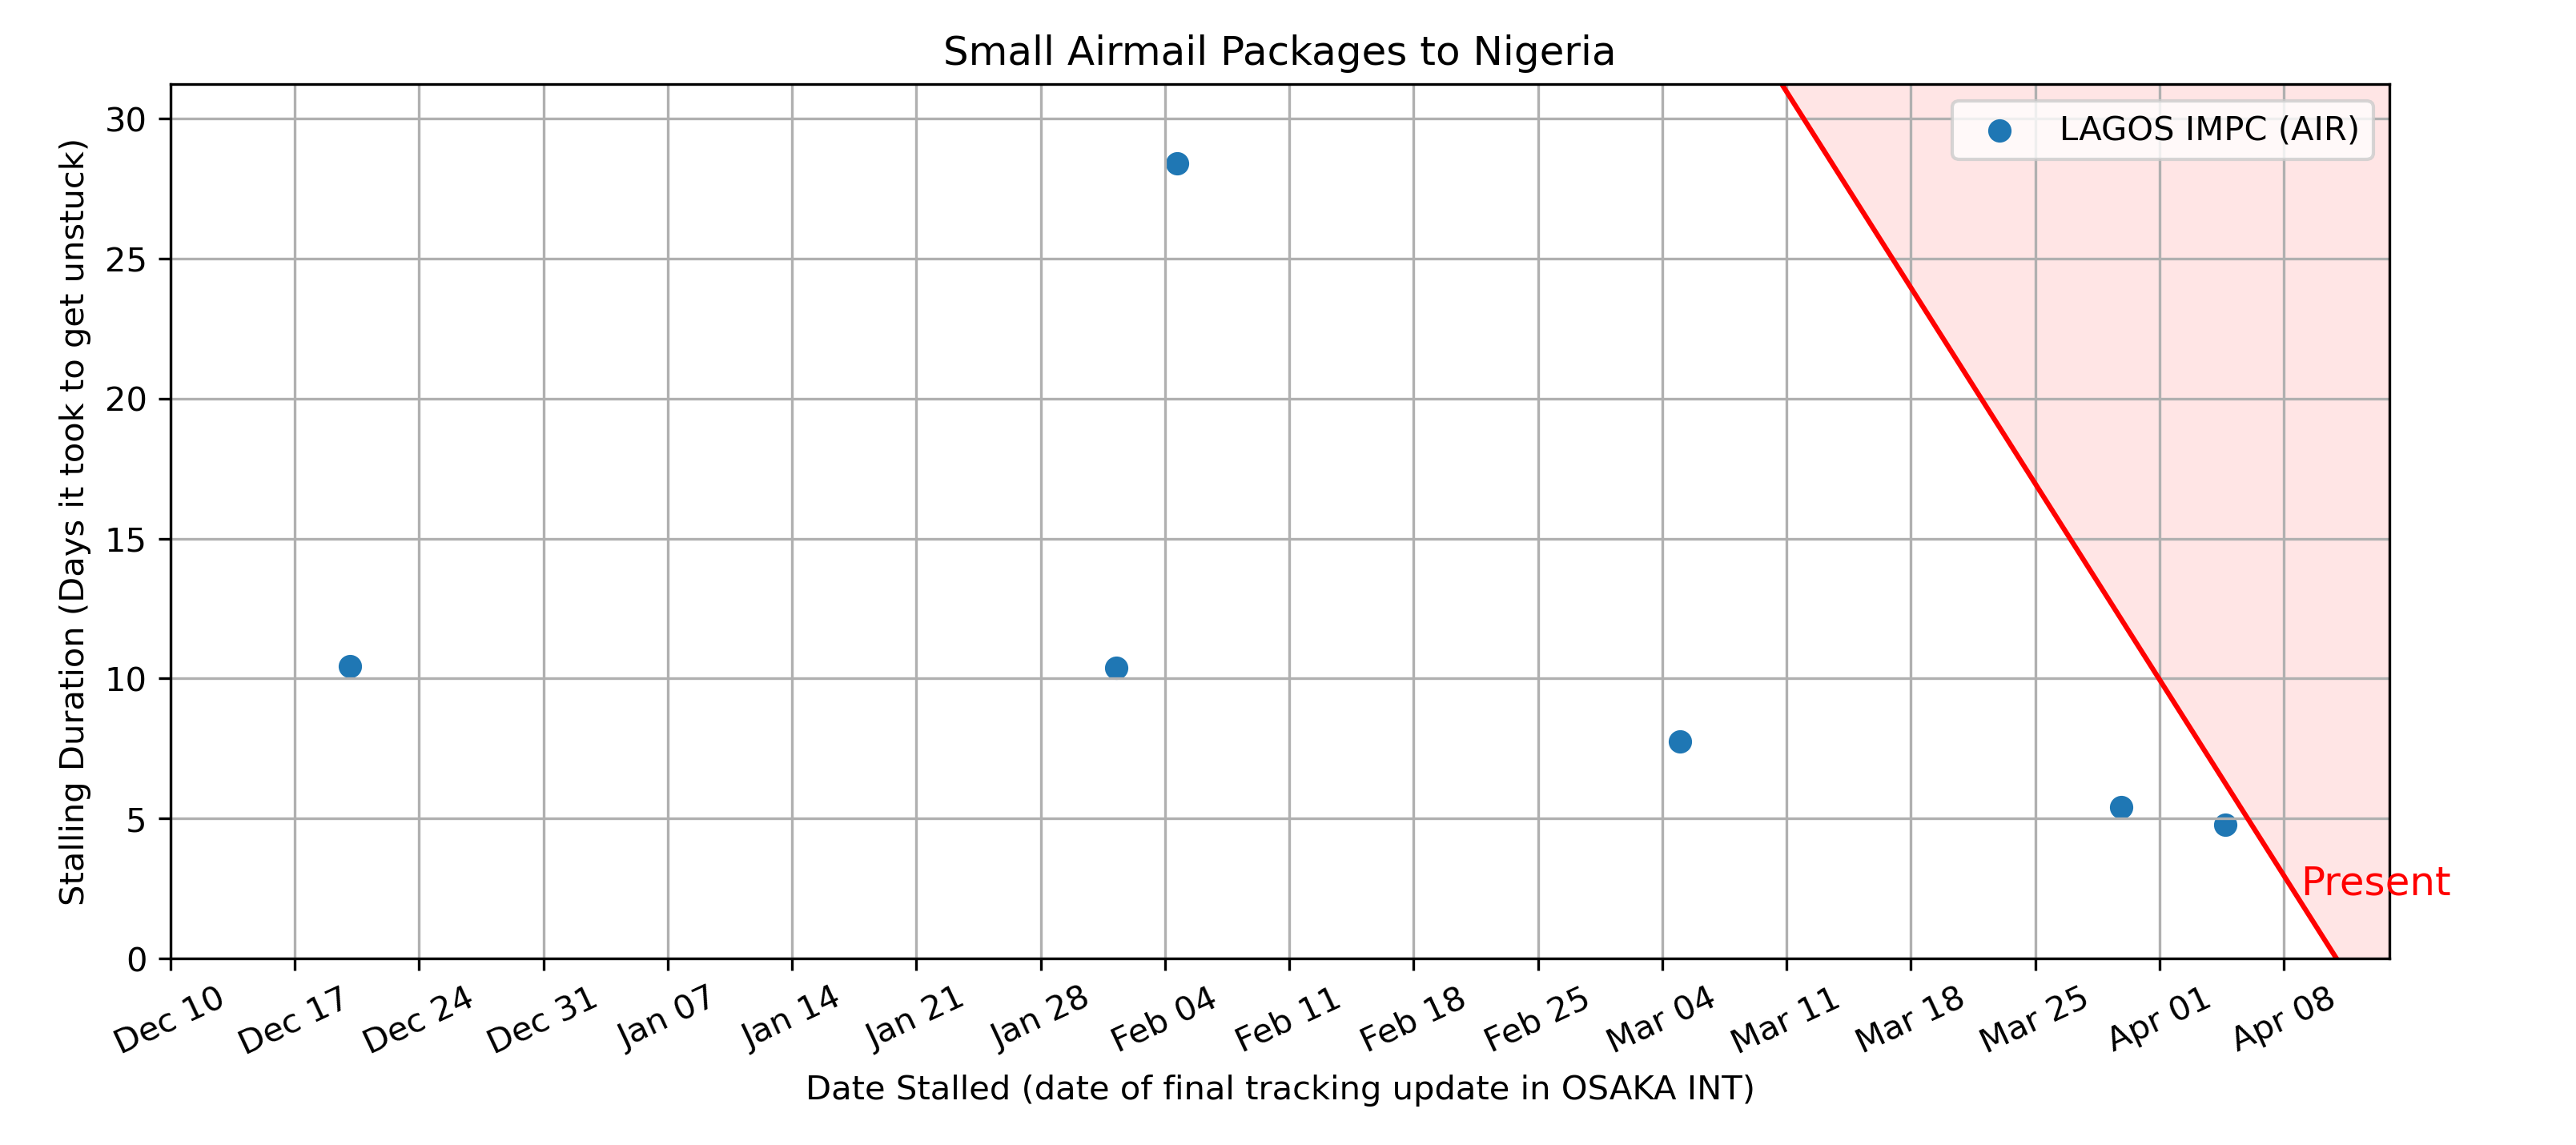 Small Airmail Packages to Nigeria
Stalling Duration (Days it took to get unstuck)
30
25
20
15
10
5
0
LAGOS IMPC (AIR)
Present
Dec 10
Dec 17
Dec 24
Dec 31
Jan 07
Jan 14
Jan 21
Jan 28
Feb 04
Feb 11
Feb 18
Feb 25
Mar 04
Mar 11
Mar 18
Mar 25
Apr 01
Apr 08
Date Stalled (date of final tracking update in OSAKA INT)